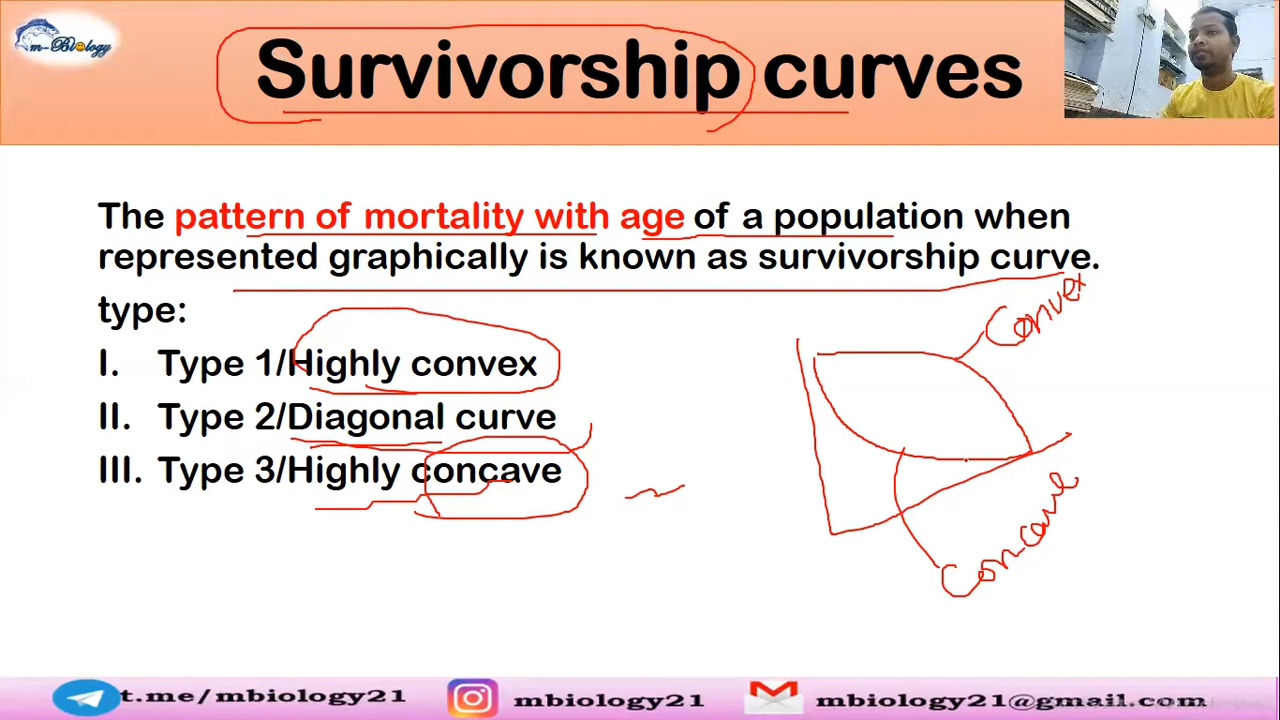 m-Biology
Survivorship curves
The pattern of mortality with age of a population when
represented graphically is known as survivorship curve.
type:
I. Type 1/Highly convex
II. Type 2/Diagonal curve
III. Type 3/Highly concave
Convex
Concave
t.me/mbiology21
mbiology21
mbiology21@gmail.com